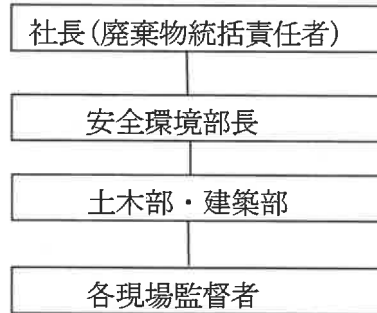 社長(廃棄物統括責任者)
安全環境部長
土木部・建築部
各現場監督者